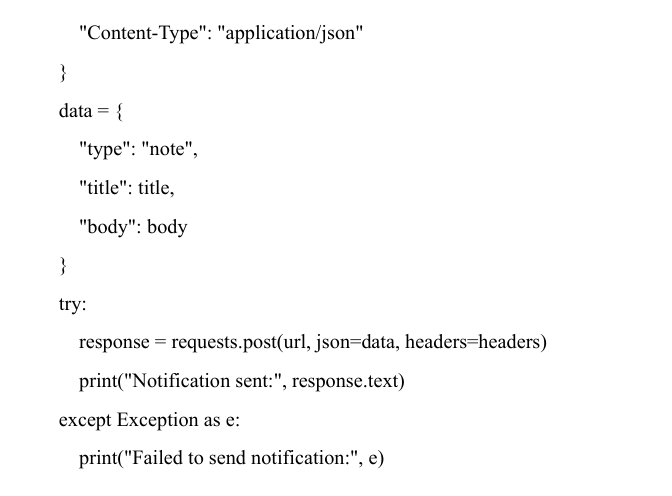 "Content-Type": "application/json"
}
data = {
"type": "note",
"title": title,
"body": body
}
try:
response = requests.post(url, json=data, headers=headers)
print("Notification sent:", response.text)
except Exception as e:
print("Failed to send notification:", e)